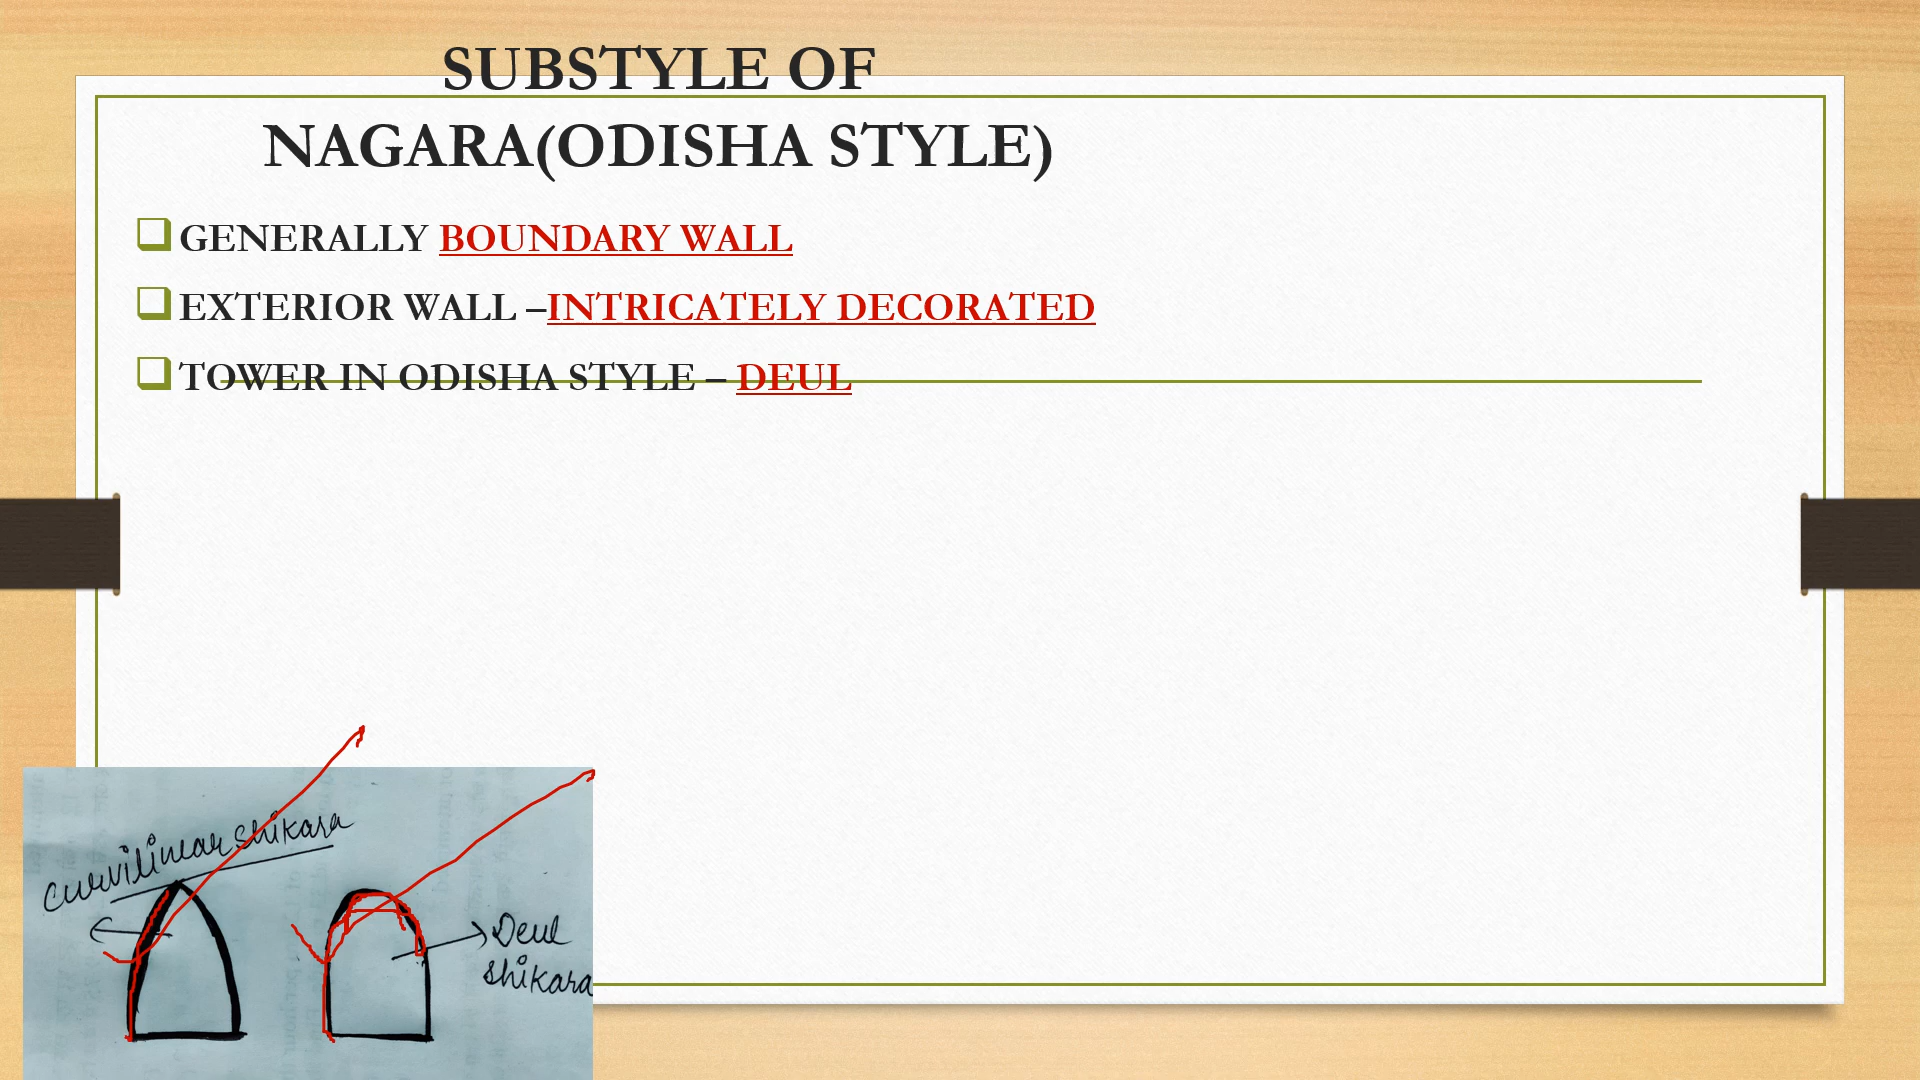 SUBSTYLE OF
NAGARA(ODISHA STYLE)
GENERALLY BOUNDARY WALL
EXTERIOR WALL –INTRICATELY DECORATED
TOWER IN ODISHA STYLE – DEUL
Curvilinear shikara
Deul
shikara